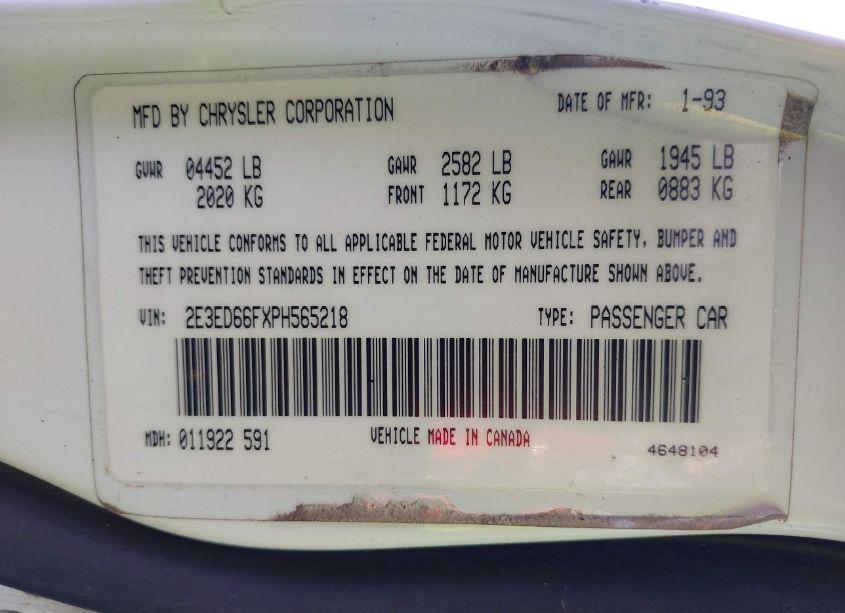 MFD BY CHRYSLER CORPORATION DATE OF MFR: 1-93
GVWR 04452 LB GAWR 2582 LB GAWR 1945 LB
2020 KG FRONT 1172 KG REAR 0883 KG
THIS VEHICLE CONFORMS TO ALL APPLICABLE FEDERAL MOTOR VEHICLE SAFETY, BUMPER AND
THEFT PREVENTION STANDARDS IN EFFECT ON THE DATE OF MANUFACTURE SHOWN ABOVE.
VIN: 2E3ED66FXPH565218 TYPE: PASSENGER CAR
MDH: 011922 591 VEHICLE MADE IN CANADA 4648104